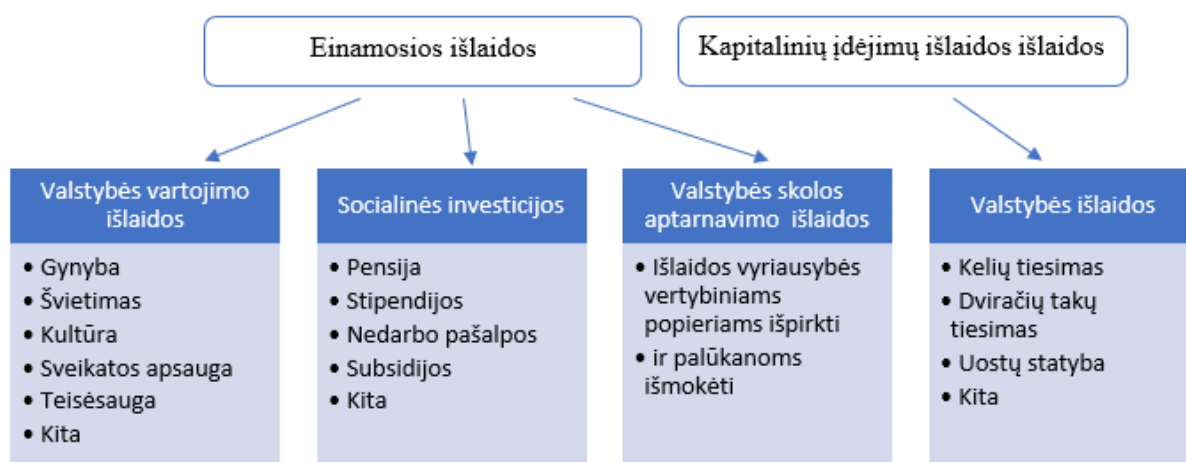 Einamosios išlaidos
Kapitalinių įdėjimų išlaidos išlaidos
Valstybės vartojimo
išlaidos
• Gynyba
• Švietimas
• Kultūra
• Sveikatos apsauga
• Teisėsauga
• Kita
Socialinės investicijos
• Pensija
• Stipendijos
• Nedarbo pašalpos
• Subsidijos
• Kita
Valstybės skolos
aptarnavimo išlaidos
• Išlaidos vyriausybės
vertybiniams
popieriams išpirkti
• ir palūkanoms
išmokėti
Valstybės išlaidos
• Kelių tiesimas
• Dviračių takų
tiesimas
• Uostų statyba
• Kita